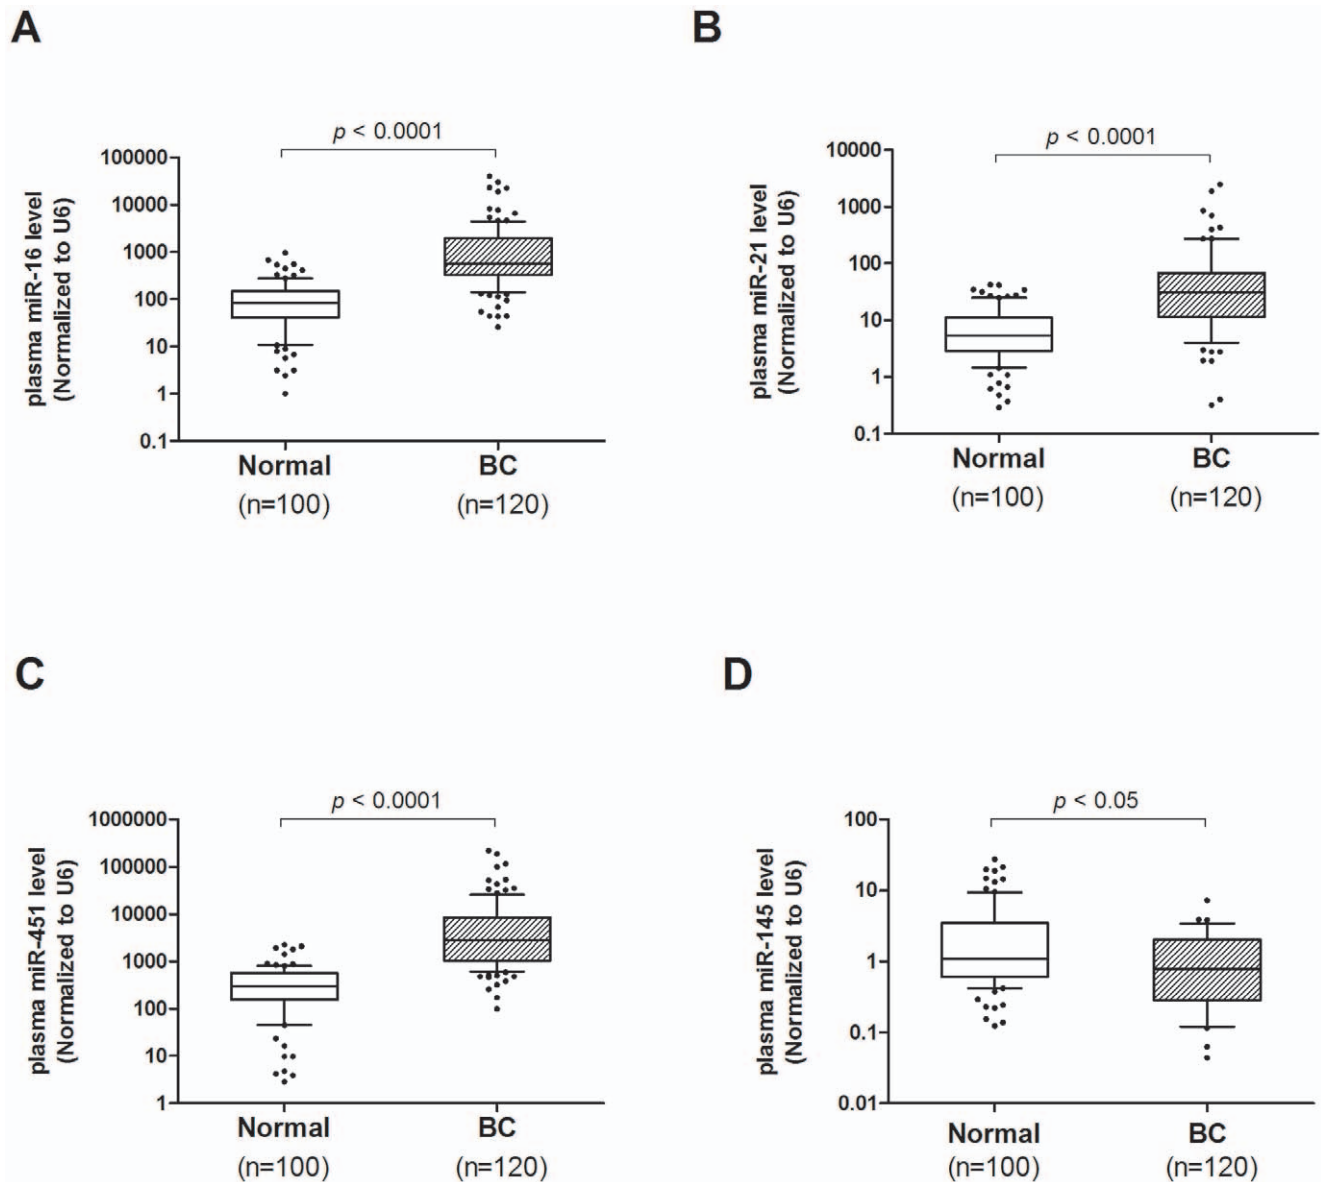 A
p < 0.0001
plasma miR-16 level
(Normalized to U6)
100000
10000
1000
100
10
1
0.1
Normal
BC
(n=100)
(n=120)
B
p < 0.0001
plasma miR-21 level
(Normalized to U6)
10000
1000
100
10
1
0.1
Normal
BC
(n=100)
(n=120)
C
p < 0.0001
plasma miR-451 level
(Normalized to U6)
1000000
100000
10000
1000
100
10
1
Normal
BC
(n=100)
(n=120)
D
p < 0.05
plasma miR-145 level
(Normalized to U6)
100
10
1
0.1
0.01
Normal
BC
(n=100)
(n=120)